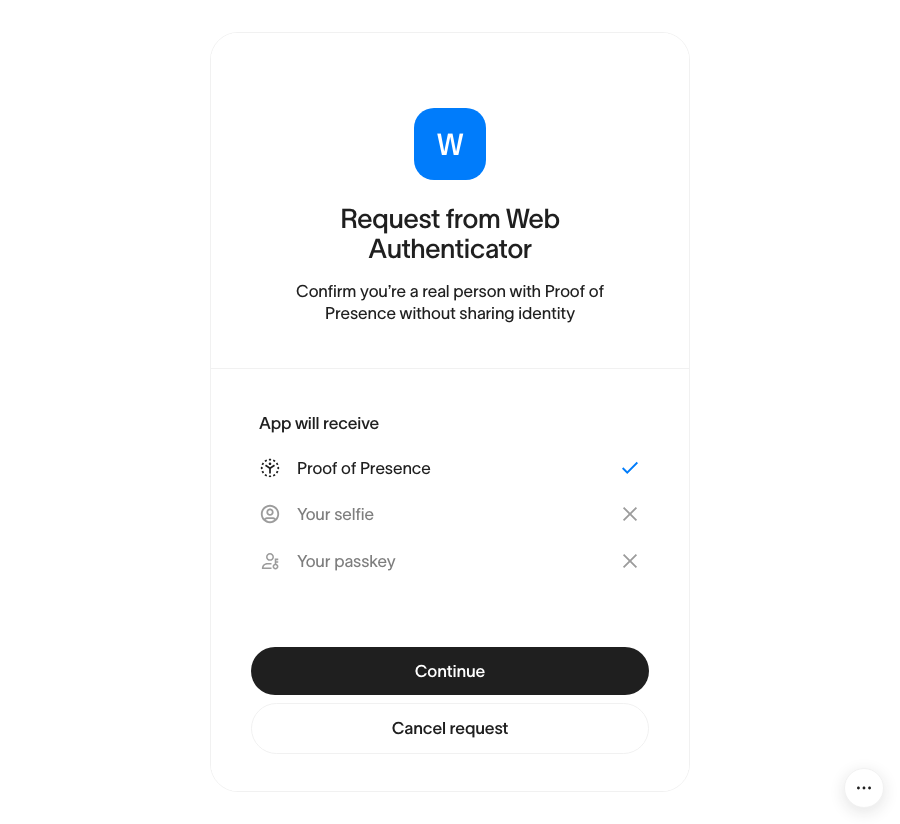 W
Request from Web
Authenticator
Confirm you're a real person with Proof of
Presence without sharing identity
App will receive
Proof of Presence
Your selfie
Your passkey
Continue
Cancel request